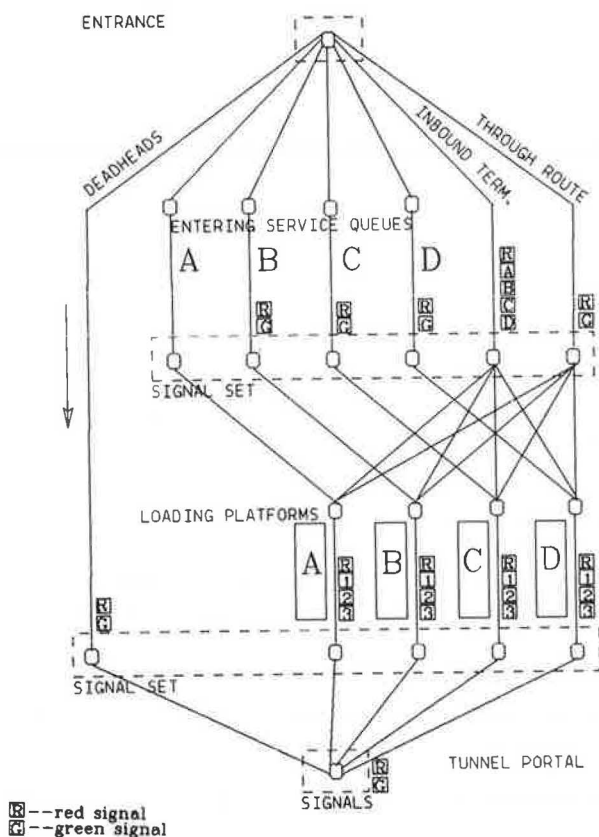 ENTRANCE
DEADHEADS
INBOUND TERM.
THROUGH ROUTE
ENTERING SERVICE QUEUES
A B C D
R
A
B
C
D
R
G
R
G
R
G
R
G
SIGNAL SET
LOADING PLATFORMS
A B C D
R
1
2
3
R
1
2
3
R
1
2
3
R
1
2
3
R
G
SIGNAL SET
TUNNEL PORTAL
R
G
SIGNALS
R --red signal
G --green signal